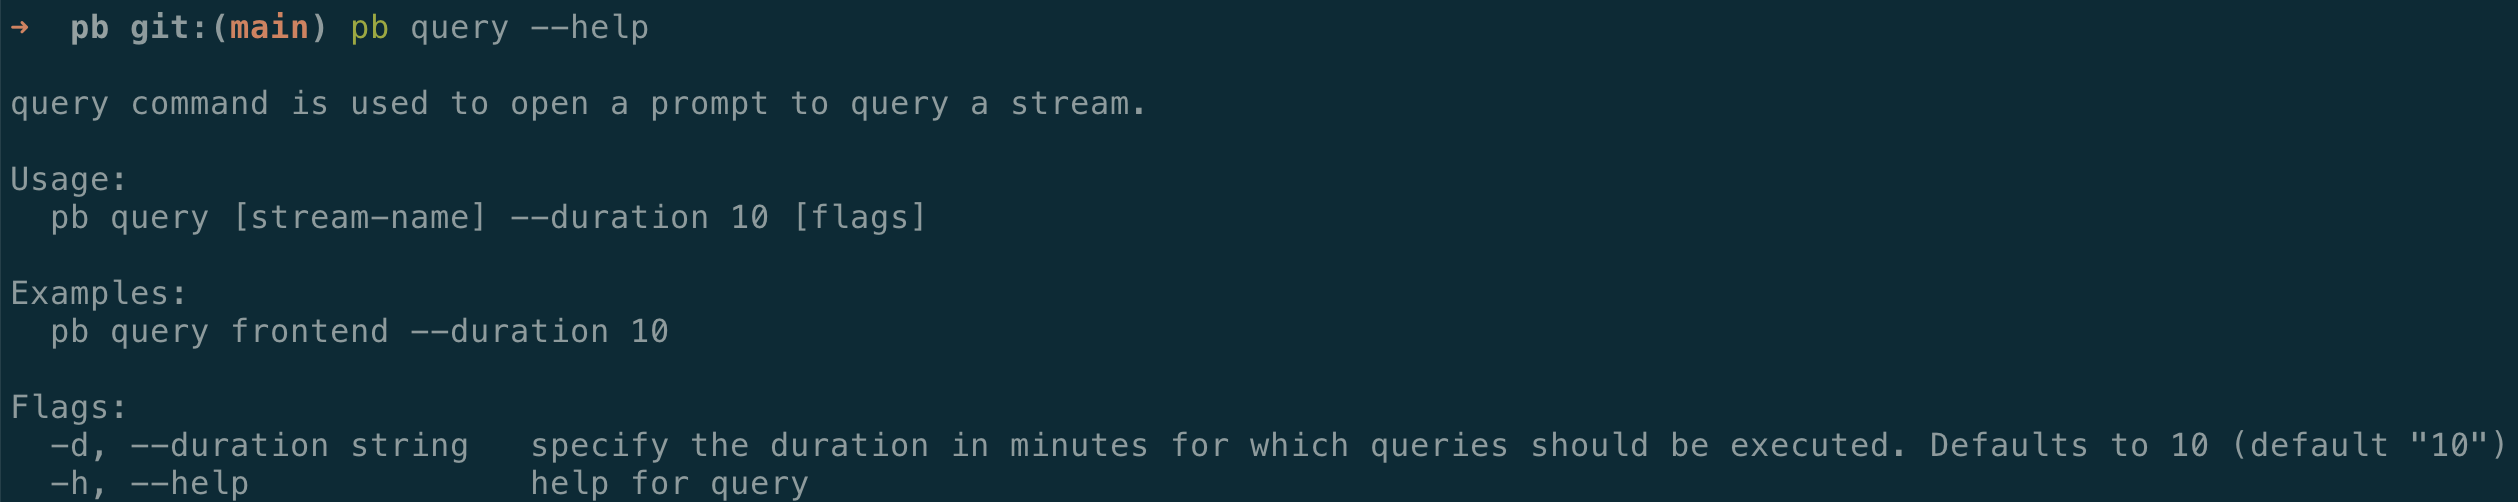 ➜  pb git:(main) pb query --help
query command is used to open a prompt to query a stream.
Usage:
  pb query [stream-name] --duration 10 [flags]
Examples:
  pb query frontend --duration 10
Flags:
  -d, --duration string   specify the duration in minutes for which queries should be executed. Defaults to 10 (default "10")
  -h, --help              help for query